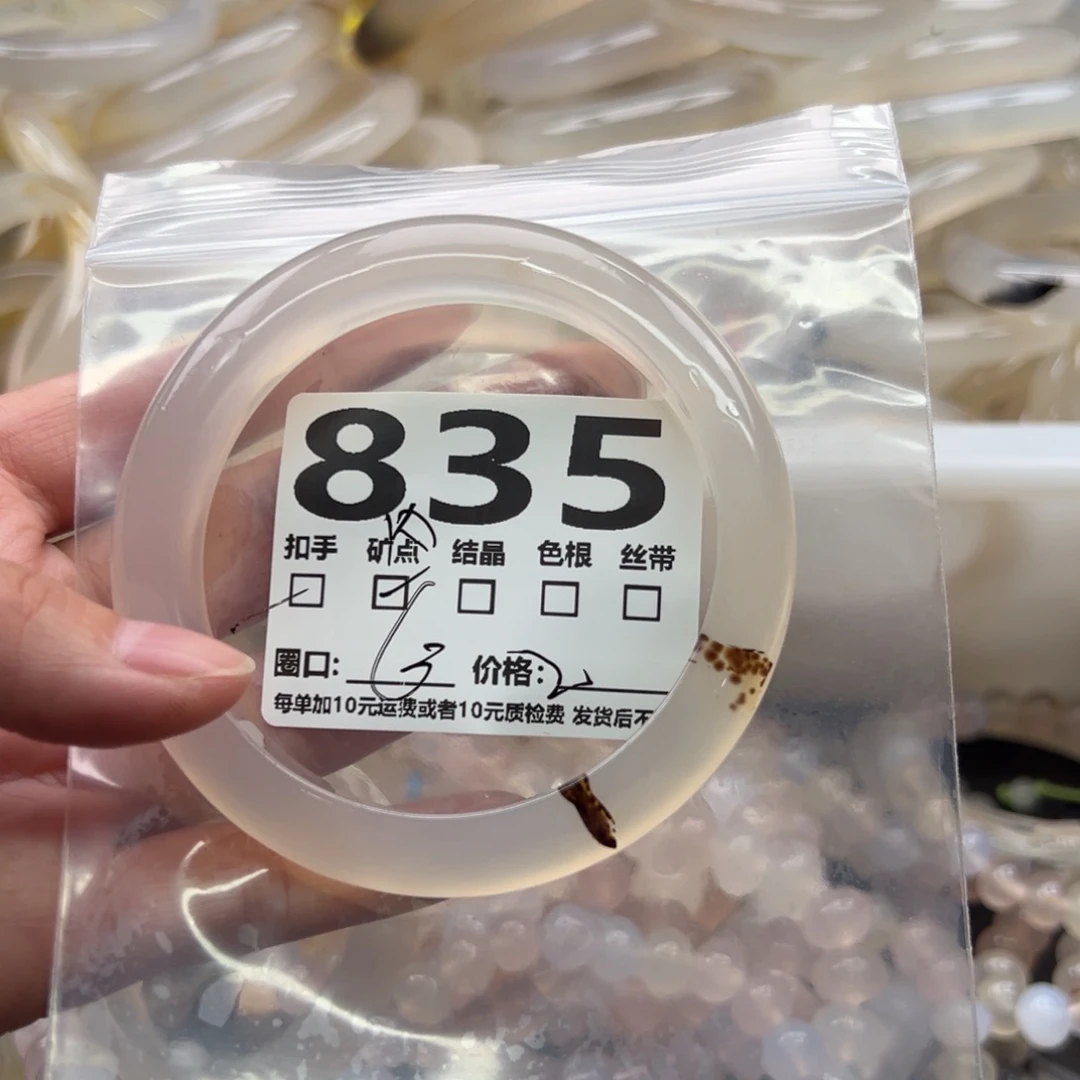 835
扣手 矿点 结晶 色根 丝带
圈口: 价格:
每单加10元运费或者10元质检费 发货后不